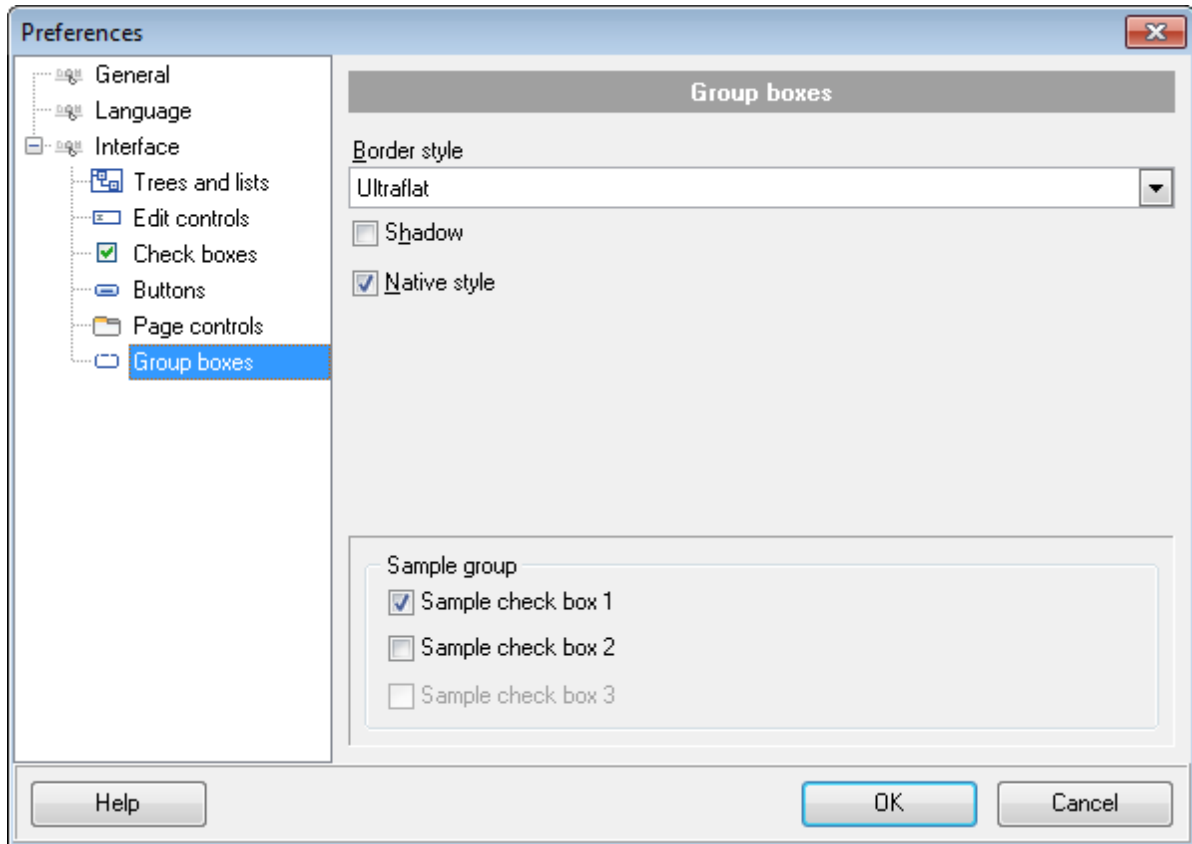 Preferences
General
Language
Interface
Trees and lists
Edit controls
Check boxes
Buttons
Page controls
Group boxes
Group boxes
Border style
Ultraflat
Shadow
Native style
Sample group
Sample check box 1
Sample check box 2
Sample check box 3
Help
OK
Cancel